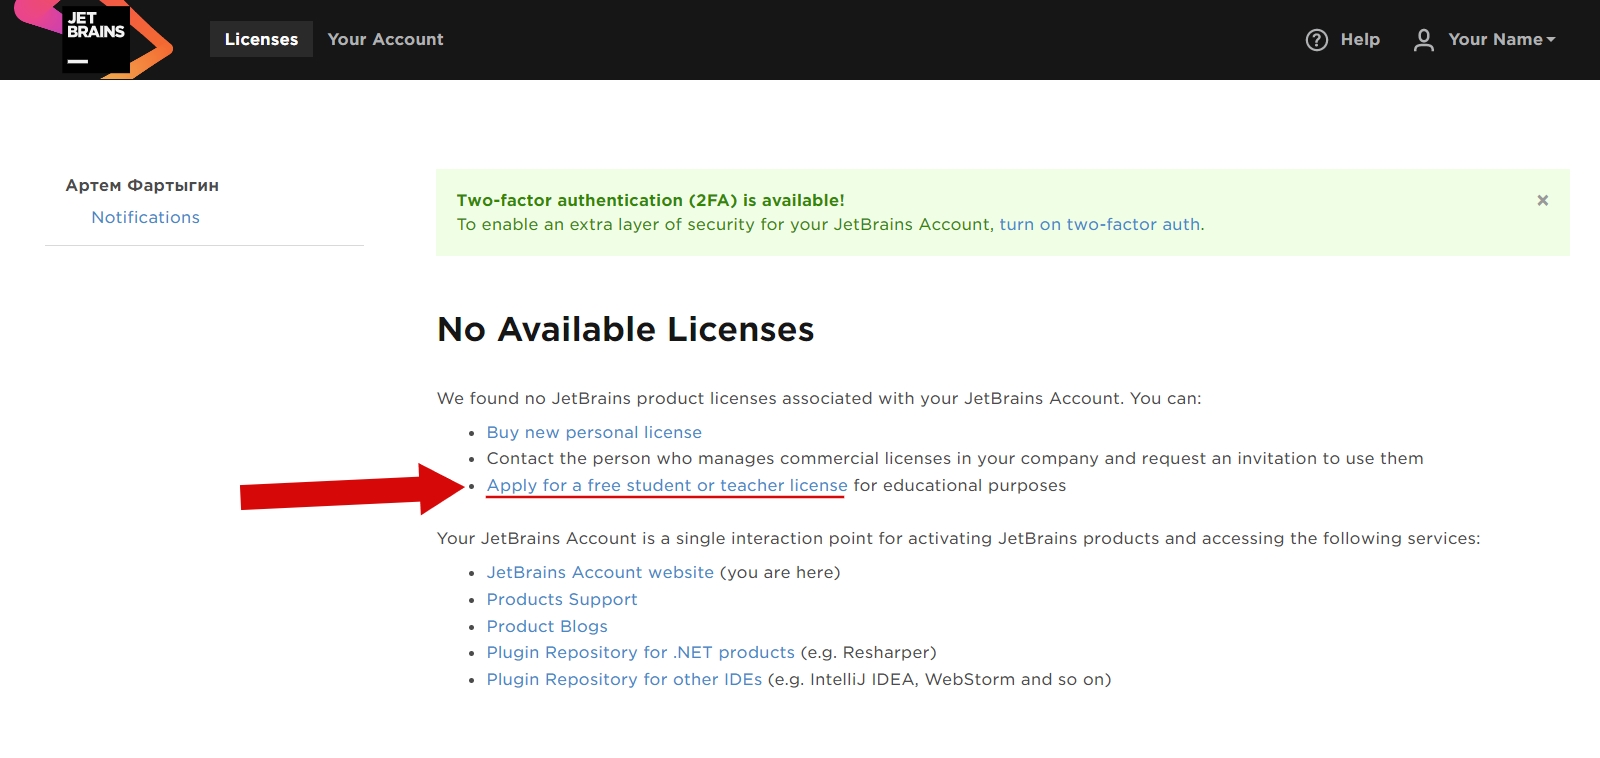 JET
BRAINS
Licenses
Your Account
Help
Your Name
Артем Фартыгин
Notifications
Two-factor authentication (2FA) is available!
To enable an extra layer of security for your JetBrains Account, turn on two-factor auth.
No Available Licenses
We found no JetBrains product licenses associated with your JetBrains Account. You can:
Buy new personal license
Contact the person who manages commercial licenses in your company and request an invitation to use them
Apply for a free student or teacher license for educational purposes
Your JetBrains Account is a single interaction point for activating JetBrains products and accessing the following services:
JetBrains Account website (you are here)
Products Support
Product Blogs
Plugin Repository for .NET products (e.g. Resharper)
Plugin Repository for other IDEs (e.g. IntelliJ IDEA, WebStorm and so on)